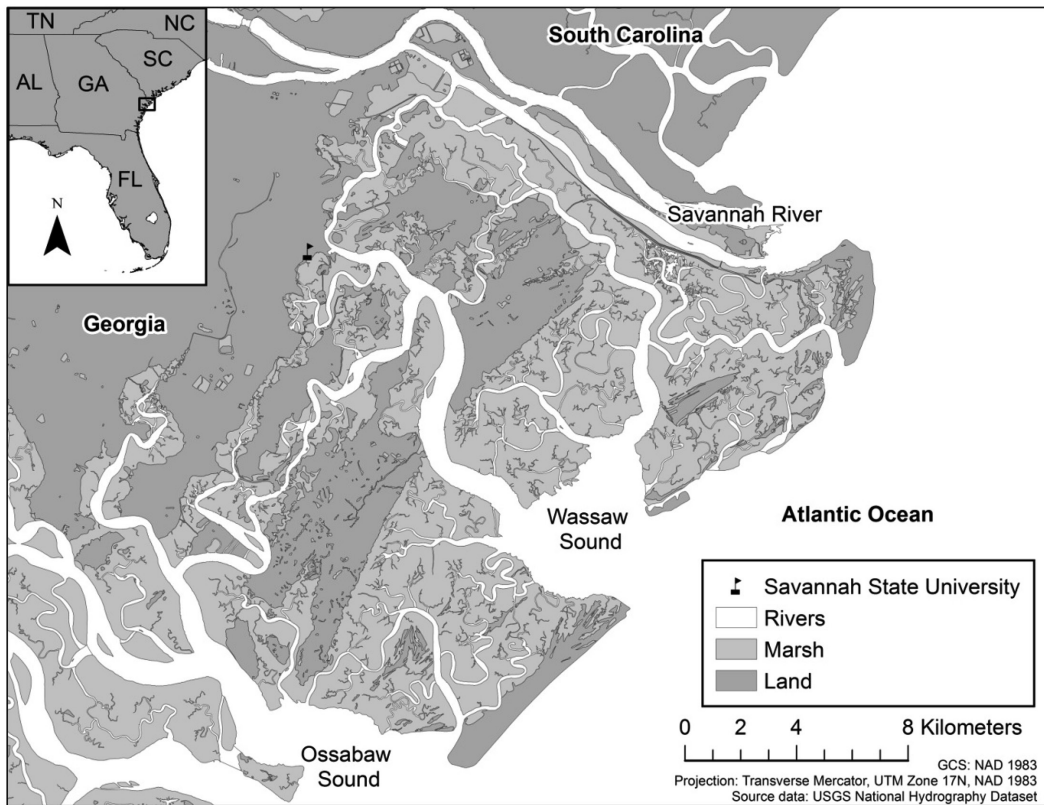 TN
NC
SC
AL
GA
FL
N
South Carolina
Savannah River
Georgia
Wassaw
Sound
Atlantic Ocean
Ossabaw
Sound
Savannah State University
Rivers
Marsh
Land
0 2 4 8 Kilometers
GCS: NAD 1983
Projection: Transverse Mercator, UTM Zone 17N, NAD 1983
Source data: USGS National Hydrography Dataset